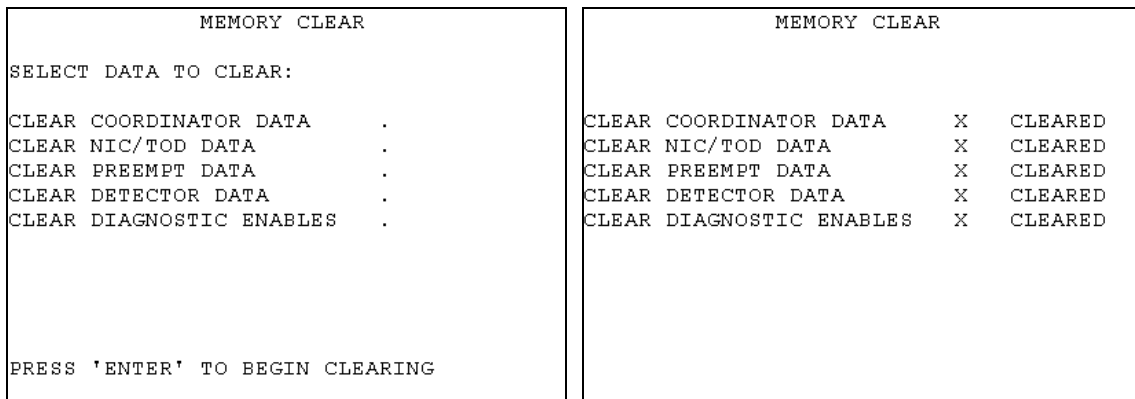 MEMORY CLEAR
SELECT DATA TO CLEAR:
CLEAR COORDINATOR DATA .
CLEAR NIC/TOD DATA .
CLEAR PREEMPT DATA .
CLEAR DETECTOR DATA .
CLEAR DIAGNOSTIC ENABLES .
PRESS 'ENTER' TO BEGIN CLEARING
MEMORY CLEAR
CLEAR COORDINATOR DATA X CLEARED
CLEAR NIC/TOD DATA X CLEARED
CLEAR PREEMPT DATA X CLEARED
CLEAR DETECTOR DATA X CLEARED
CLEAR DIAGNOSTIC ENABLES X CLEARED